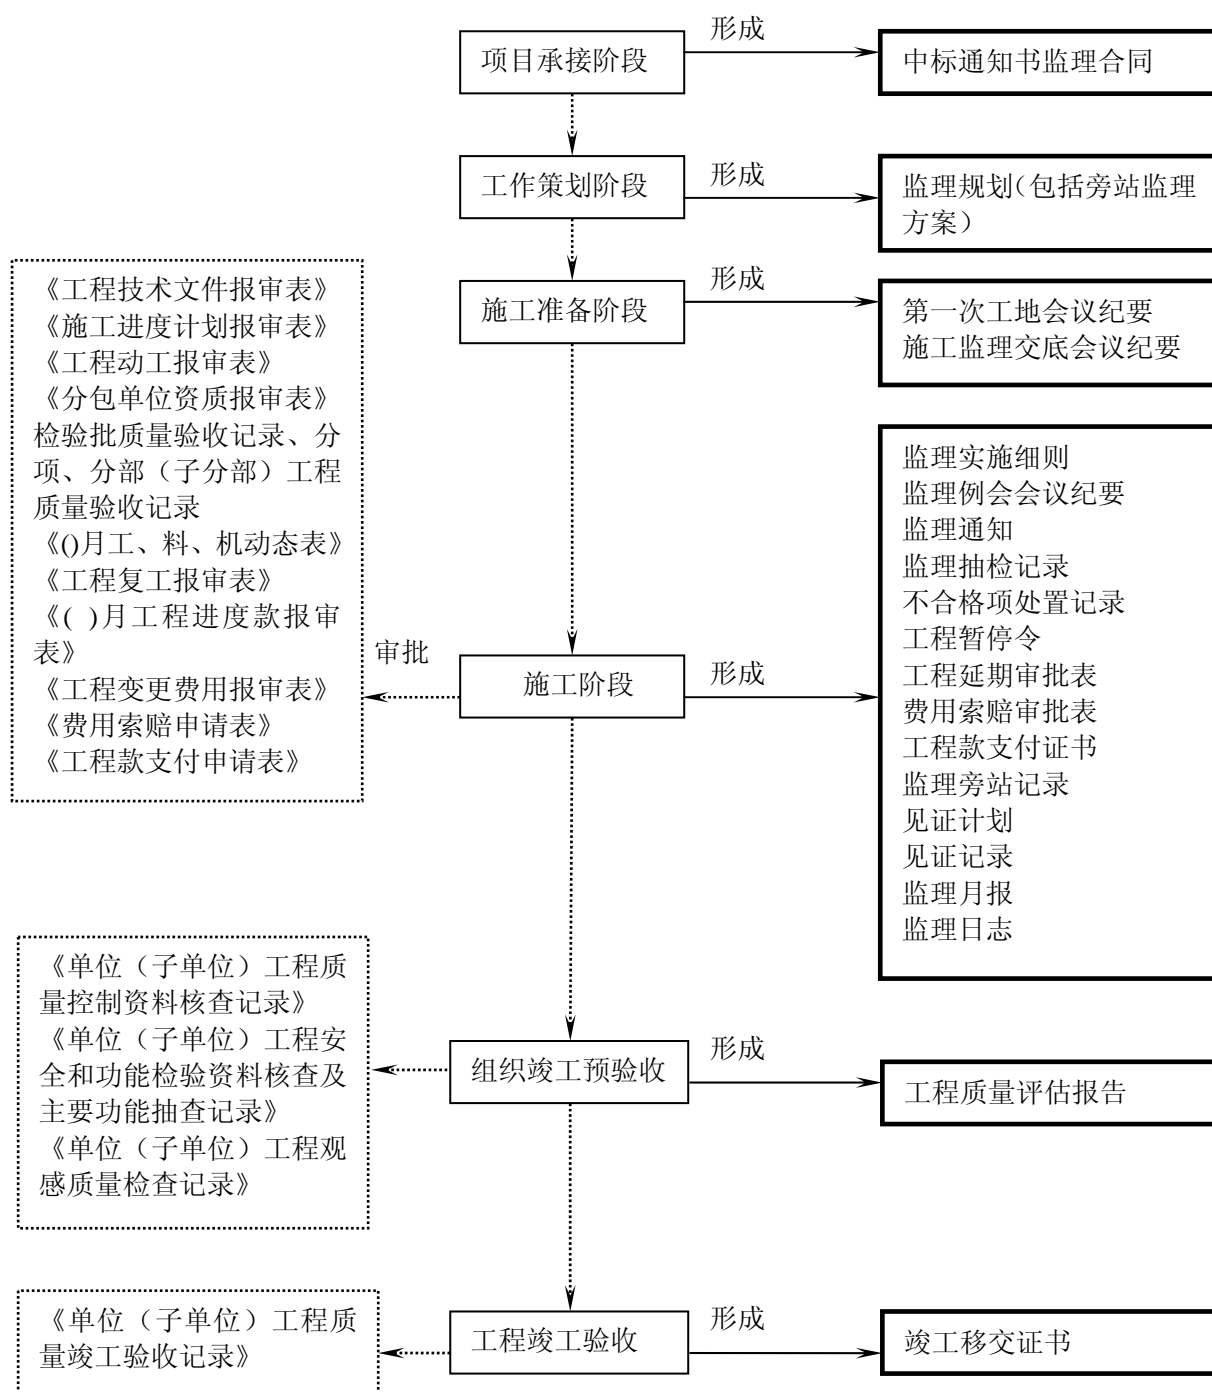 形成
项目承接阶段
中标通知书监理合同
形成
工作策划阶段
监理规划(包括旁站监理
方案）
形成
施工准备阶段
第一次工地会议纪要
施工监理交底会议纪要
《工程技术文件报审表》
《施工进度计划报审表》
《工程动工报审表》
《分包单位资质报审表》
检验批质量验收记录、分
项、分部（子分部）工程
质量验收记录
《()月工、料、机动态表》
《工程复工报审表》
《( )月工程进度款报审
表》
《工程变更费用报审表》
《费用索赔申请表》
《工程款支付申请表》
审批
施工阶段
形成
监理实施细则
监理例会会议纪要
监理通知
监理抽检记录
不合格项处置记录
工程暂停令
工程延期审批表
费用索赔审批表
工程款支付证书
监理旁站记录
见证计划
见证记录
监理月报
监理日志
《单位（子单位）工程质
量控制资料核查记录》
《单位（子单位）工程安
全和功能检验资料核查及
主要功能抽查记录》
《单位（子单位）工程观
感质量检查记录》
组织竣工预验收
形成
工程质量评估报告
《单位（子单位）工程质
量竣工验收记录》
工程竣工验收
形成
竣工移交证书